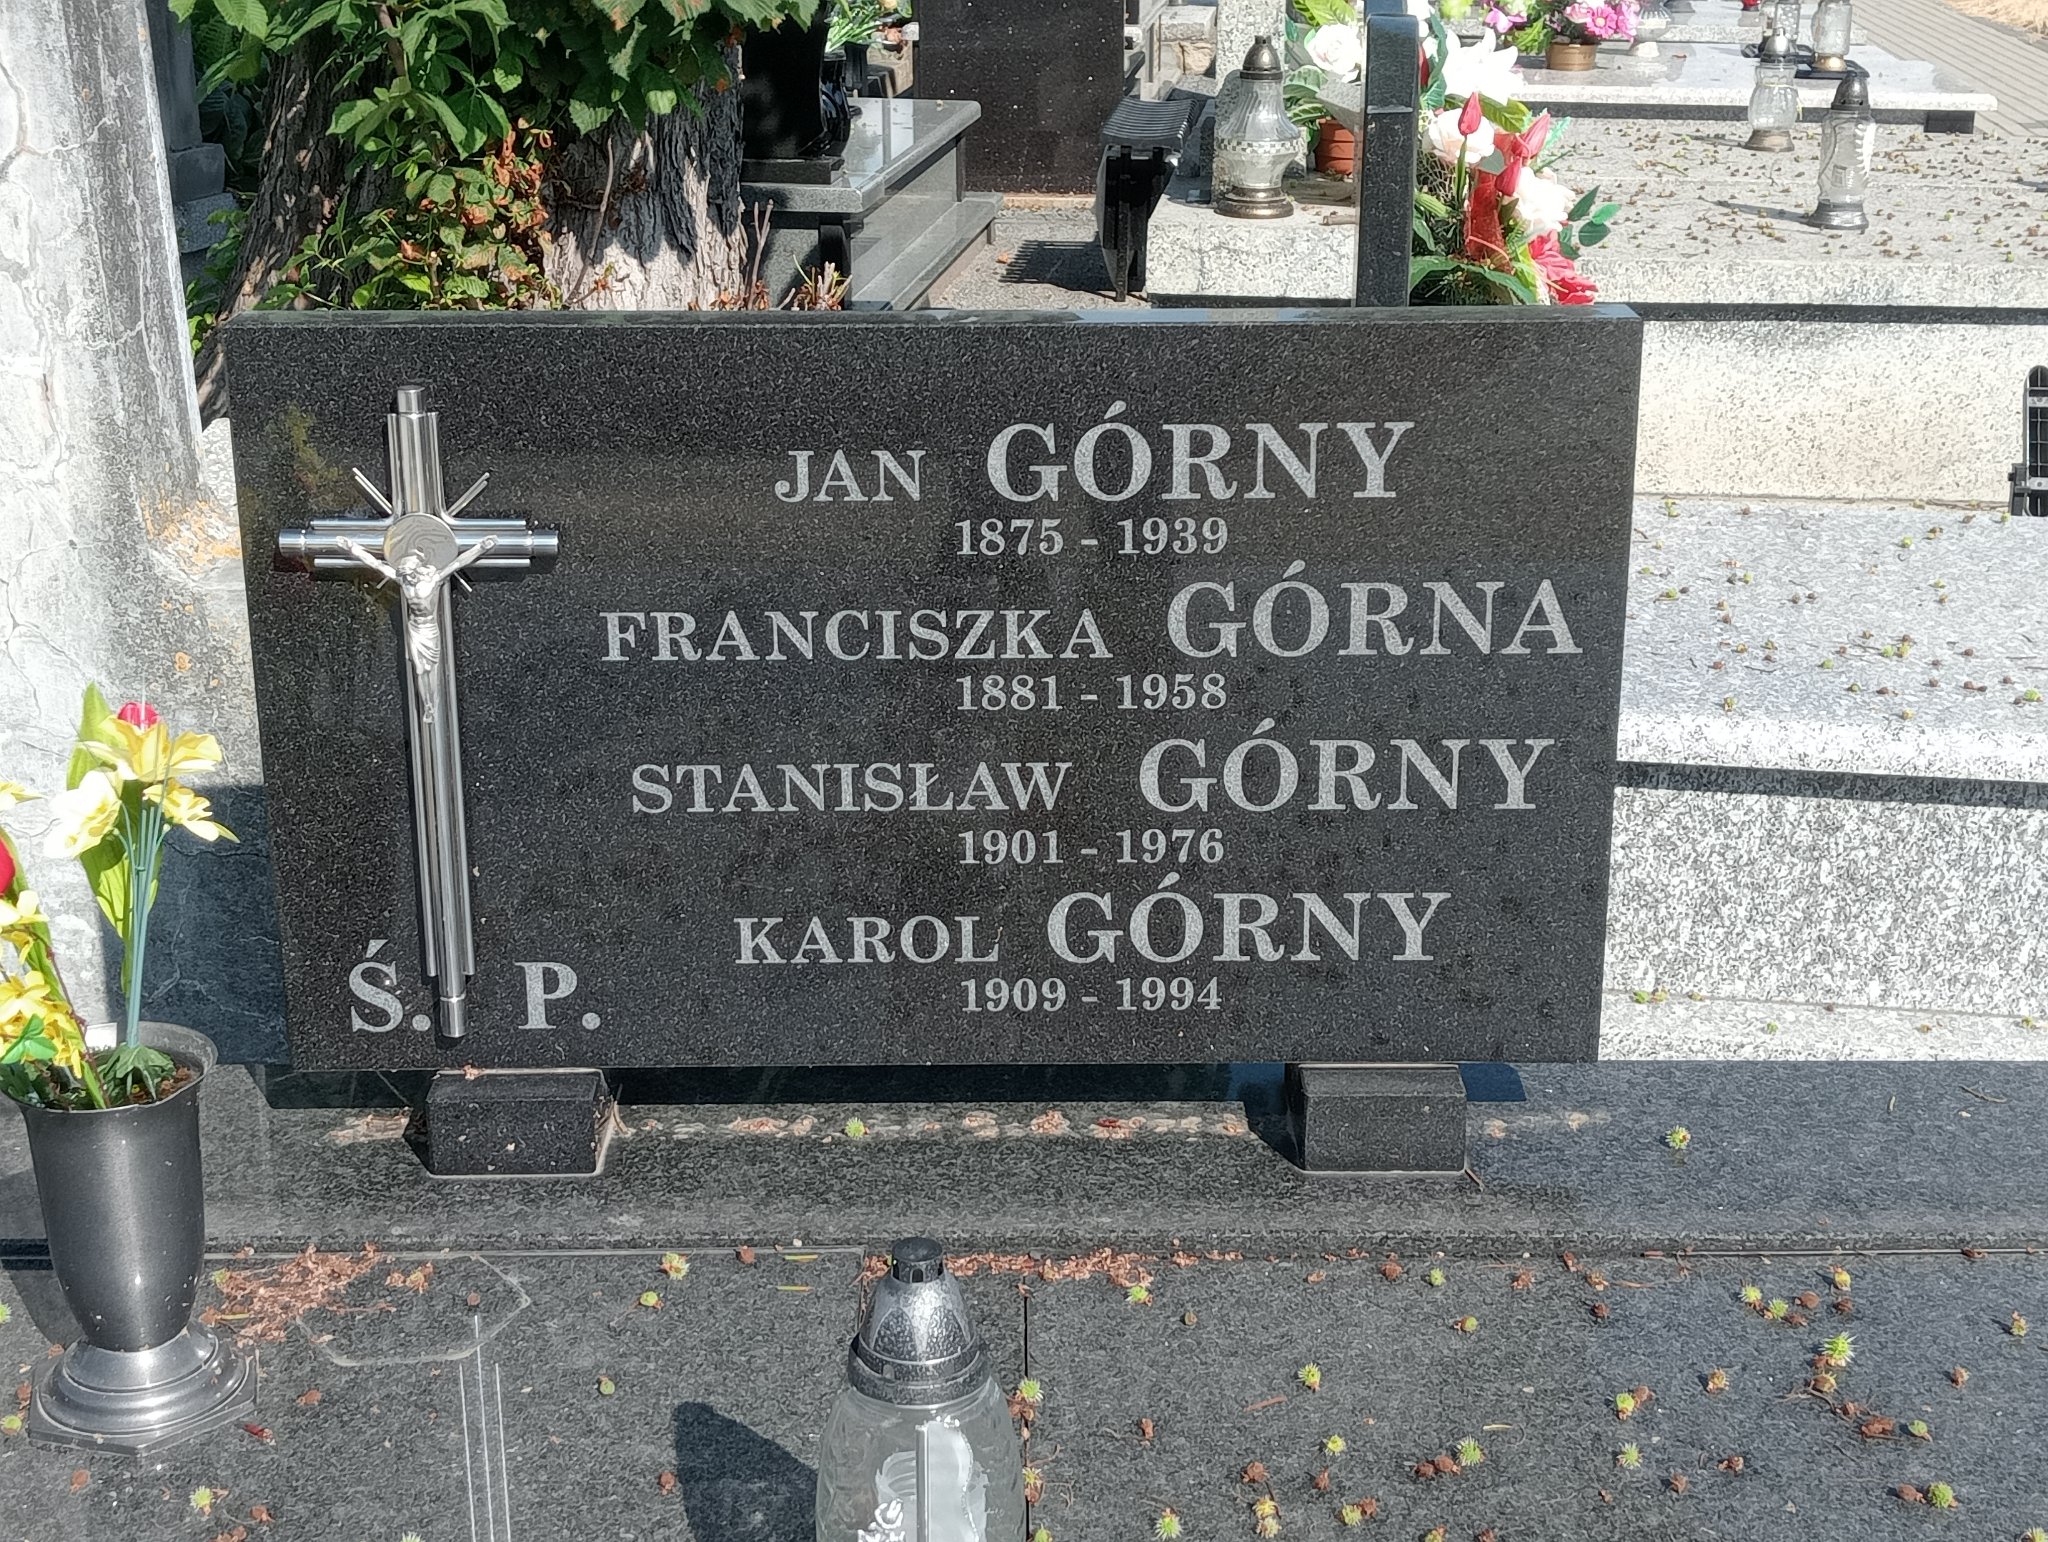 JAN GÓRNY
1875 - 1939
FRANCISZKA GÓRNA
1881 - 1958
STANISŁAW GÓRNY
1901 - 1976
KAROL GÓRNY
1909 - 1994
Ś. P.